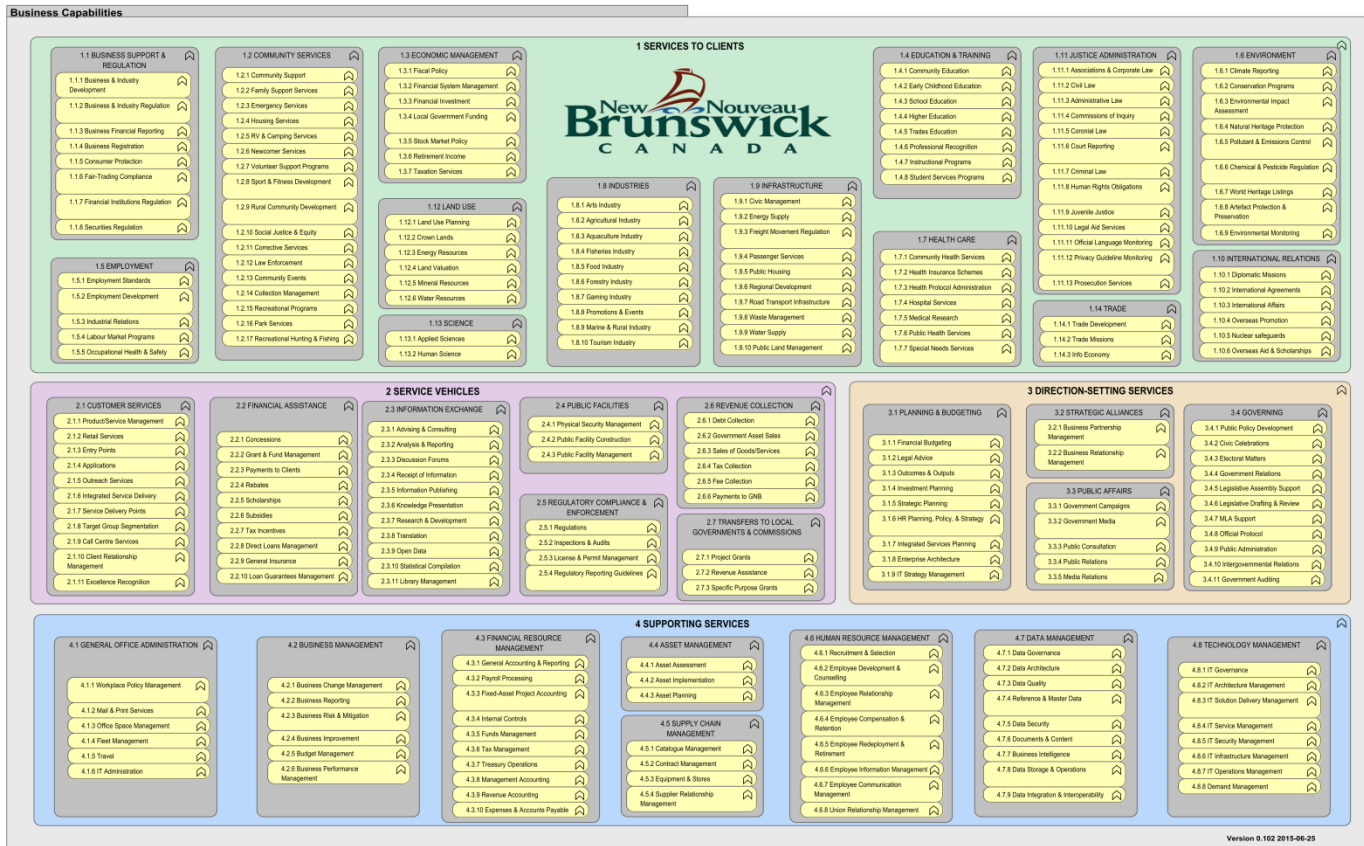 Business Capabilities
1 SERVICES TO CLIENTS
1.1 BUSINESS SUPPORT &
REGULATION
1.1.1 Business & Industry
Development
1.1.2 Business & Industry Regulation
1.1.3 Business Financial Reporting
1.1.4 Business Registration
1.1.5 Consumer Protection
1.1.6 Fair-Trading Compliance
1.1.7 Financial Institutions Regulation
1.1.8 Securities Regulation
1.5 EMPLOYMENT
1.5.1 Employment Standards
1.5.2 Employment Development
1.5.3 Industrial Relations
1.5.4 Labour Market Programs
1.5.5 Occupational Health & Safety
1.2 COMMUNITY SERVICES
1.2.1 Community Support
1.2.2 Family Support Services
1.2.3 Emergency Services
1.2.4 Housing Services
1.2.5 RV & Camping Services
1.2.6 Newcomer Services
1.2.7 Volunteer Support Programs
1.2.8 Sport & Fitness Development
1.2.9 Rural Community Development
1.2.10 Social Justice & Equity
1.2.11 Corrective Services
1.2.12 Law Enforcement
1.2.13 Community Events
1.2.14 Collection Management
1.2.15 Recreational Programs
1.2.16 Park Services
1.2.17 Recreational Hunting & Fishing
1.3 ECONOMIC MANAGEMENT
1.3.1 Fiscal Policy
1.3.2 Financial System Management
1.3.3 Financial Investment
1.3.4 Local Government Funding
1.3.5 Stock Market Policy
1.3.6 Retirement Income
1.3.7 Taxation Services
1.12 LAND USE
1.12.1 Land Use Planning
1.12.2 Crown Lands
1.12.3 Energy Resources
1.12.4 Land Valuation
1.12.5 Mineral Resources
1.12.6 Water Resources
1.13 SCIENCE
1.13.1 Applied Sciences
1.13.2 Human Science
New Nouveau
Brunswick
CANADA
1.8 INDUSTRIES
1.8.1 Arts Industry
1.8.2 Agricultural Industry
1.8.3 Aquaculture Industry
1.8.4 Fisheries Industry
1.8.5 Food Industry
1.8.6 Forestry Industry
1.8.7 Gaming Industry
1.8.8 Promotions & Events
1.8.9 Marine & Rural Industry
1.8.10 Tourism Industry
1.9 INFRASTRUCTURE
1.9.1 Civic Management
1.9.2 Energy Supply
1.9.3 Freight Movement Regulation
1.9.4 Passenger Services
1.9.5 Public Housing
1.9.6 Regional Development
1.9.7 Road Transport Infrastructure
1.9.8 Waste Management
1.9.9 Water Supply
1.9.10 Public Land Management
1.4 EDUCATION & TRAINING
1.4.1 Community Education
1.4.2 Early Childhood Education
1.4.3 School Education
1.4.4 Higher Education
1.4.5 Trades Education
1.4.6 Professional Recognition
1.4.7 Instructional Programs
1.4.8 Student Services Programs
1.7 HEALTH CARE
1.7.1 Community Health Services
1.7.2 Health Insurance Schemes
1.7.3 Health Protocol Administration
1.7.4 Hospital Services
1.7.5 Medical Research
1.7.6 Public Health Services
1.7.7 Special Needs Services
1.11 JUSTICE ADMINISTRATION
1.11.1 Associations & Corporate Law
1.11.2 Civil Law
1.11.3 Administrative Law
1.11.4 Commissions of Inquiry
1.11.5 Coronial Law
1.11.6 Court Reporting
1.11.7 Criminal Law
1.11.8 Human Rights Obligations
1.11.9 Juvenile Justice
1.11.10 Legal Aid Services
1.11.11 Official Language Monitoring
1.11.12 Privacy Guideline Monitoring
1.11.13 Prosecution Services
1.14 TRADE
1.14.1 Trade Development
1.14.2 Trade Missions
1.14.3 Info Economy
1.6 ENVIRONMENT
1.6.1 Climate Reporting
1.6.2 Conservation Programs
1.6.3 Environmental Impact
Assessment
1.6.4 Natural Heritage Protection
1.6.5 Pollutant & Emissions Control
1.6.6 Chemical & Pesticide Regulation
1.6.7 World Heritage Listings
1.6.8 Artefact Protection &
Preservation
1.6.9 Environmental Monitoring
1.10 INTERNATIONAL RELATIONS
1.10.1 Diplomatic Missions
1.10.2 International Agreements
1.10.3 International Affairs
1.10.4 Overseas Promotion
1.10.5 Nuclear safeguards
1.10.6 Overseas Aid & Scholarships
2 SERVICE VEHICLES
2.1 CUSTOMER SERVICES
2.1.1 Product/Service Management
2.1.2 Retail Services
2.1.3 Entry Points
2.1.4 Applications
2.1.5 Outreach Services
2.1.6 Integrated Service Delivery
2.1.7 Service Delivery Points
2.1.8 Target Group Segmentation
2.1.9 Call Centre Services
2.1.10 Client Relationship
Management
2.1.11 Excellence Recognition
2.2 FINANCIAL ASSISTANCE
2.2.1 Concessions
2.2.2 Grant & Fund Management
2.2.3 Payments to Clients
2.2.4 Rebates
2.2.5 Scholarships
2.2.6 Subsidies
2.2.7 Tax Incentives
2.2.8 Direct Loans Management
2.2.9 General Insurance
2.2.10 Loan Guarantees Management
2.3 INFORMATION EXCHANGE
2.3.1 Advising & Consulting
2.3.2 Analysis & Reporting
2.3.3 Discussion Forums
2.3.4 Receipt of Information
2.3.5 Information Publishing
2.3.6 Knowledge Presentation
2.3.7 Research & Development
2.3.8 Translation
2.3.9 Open Data
2.3.10 Statistical Compilation
2.3.11 Library Management
2.4 PUBLIC FACILITIES
2.4.1 Physical Security Management
2.4.2 Public Facility Construction
2.4.3 Public Facility Management
2.5 REGULATORY COMPLIANCE &
ENFORCEMENT
2.5.1 Regulations
2.5.2 Inspections & Audits
2.5.3 License & Permit Management
2.5.4 Regulatory Reporting Guidelines
2.6 REVENUE COLLECTION
2.6.1 Debt Collection
2.6.2 Government Asset Sales
2.6.3 Sales of Goods/Services
2.6.4 Tax Collection
2.6.5 Fee Collection
2.6.6 Payments to GNB
2.7 TRANSFERS TO LOCAL
GOVERNMENTS & COMMISSIONS
2.7.1 Project Grants
2.7.2 Revenue Assistance
2.7.3 Specific Purpose Grants
3 DIRECTION-SETTING SERVICES
3.1 PLANNING & BUDGETING
3.1.1 Financial Budgeting
3.1.2 Legal Advice
3.1.3 Outcomes & Outputs
3.1.4 Investment Planning
3.1.5 Strategic Planning
3.1.6 HR Planning, Policy, & Strategy
3.1.7 Integrated Services Planning
3.1.8 Enterprise Architecture
3.1.9 IT Strategy Management
3.2 STRATEGIC ALLIANCES
3.2.1 Business Partnership
Management
3.2.2 Business Relationship
Management
3.3 PUBLIC AFFAIRS
3.3.1 Government Campaigns
3.3.2 Government Media
3.3.3 Public Consultation
3.3.4 Public Relations
3.3.5 Media Relations
3.4 GOVERNING
3.4.1 Public Policy Development
3.4.2 Civic Celebrations
3.4.3 Electoral Matters
3.4.4 Government Relations
3.4.5 Legislative Assembly Support
3.4.6 Legislative Drafting & Review
3.4.7 MLA Support
3.4.8 Official Protocol
3.4.9 Public Administration
3.4.10 Intergovernmental Relations
3.4.11 Government Auditing
4 SUPPORTING SERVICES
4.1 GENERAL OFFICE ADMINISTRATION
4.1.1 Workplace Policy Management
4.1.2 Mail & Print Services
4.1.3 Office Space Management
4.1.4 Fleet Management
4.1.5 Travel
4.1.6 IT Administration
4.2 BUSINESS MANAGEMENT
4.2.1 Business Change Management
4.2.2 Business Reporting
4.2.3 Business Risk & Mitigation
4.2.4 Business Improvement
4.2.5 Budget Management
4.2.6 Business Performance
Management
4.3 FINANCIAL RESOURCE
MANAGEMENT
4.3.1 General Accounting & Reporting
4.3.2 Payroll Processing
4.3.3 Fixed-Asset Project Accounting
4.3.4 Internal Controls
4.3.5 Funds Management
4.3.6 Tax Management
4.3.7 Treasury Operations
4.3.8 Management Accounting
4.3.9 Revenue Accounting
4.3.10 Expenses & Accounts Payable
4.4 ASSET MANAGEMENT
4.4.1 Asset Assessment
4.4.2 Asset Implementation
4.4.3 Asset Planning
4.5 SUPPLY CHAIN
MANAGEMENT
4.5.1 Catalogue Management
4.5.2 Contract Management
4.5.3 Equipment & Stores
4.5.4 Supplier Relationship
Management
4.6 HUMAN RESOURCE MANAGEMENT
4.6.1 Recruitment & Selection
4.6.2 Employee Development &
Counselling
4.6.3 Employee Relationship
Management
4.6.4 Employee Compensation &
Retention
4.6.5 Employee Redeployment &
Retirement
4.6.6 Employee Information Management
4.6.7 Employee Communication
Management
4.6.8 Union Relationship Management
4.7 DATA MANAGEMENT
4.7.1 Data Governance
4.7.2 Data Architecture
4.7.3 Data Quality
4.7.4 Reference & Master Data
4.7.5 Data Security
4.7.6 Documents & Content
4.7.7 Business Intelligence
4.7.8 Data Storage & Operations
4.7.9 Data Integration & Interoperability
4.8 TECHNOLOGY MANAGEMENT
4.8.1 IT Governance
4.8.2 IT Architecture Management
4.8.3 IT Solution Delivery Management
4.8.4 IT Service Management
4.8.5 IT Security Management
4.8.6 IT Infrastructure Management
4.8.7 IT Operations Management
4.8.8 Demand Management
Version 0.102 2015-06-25